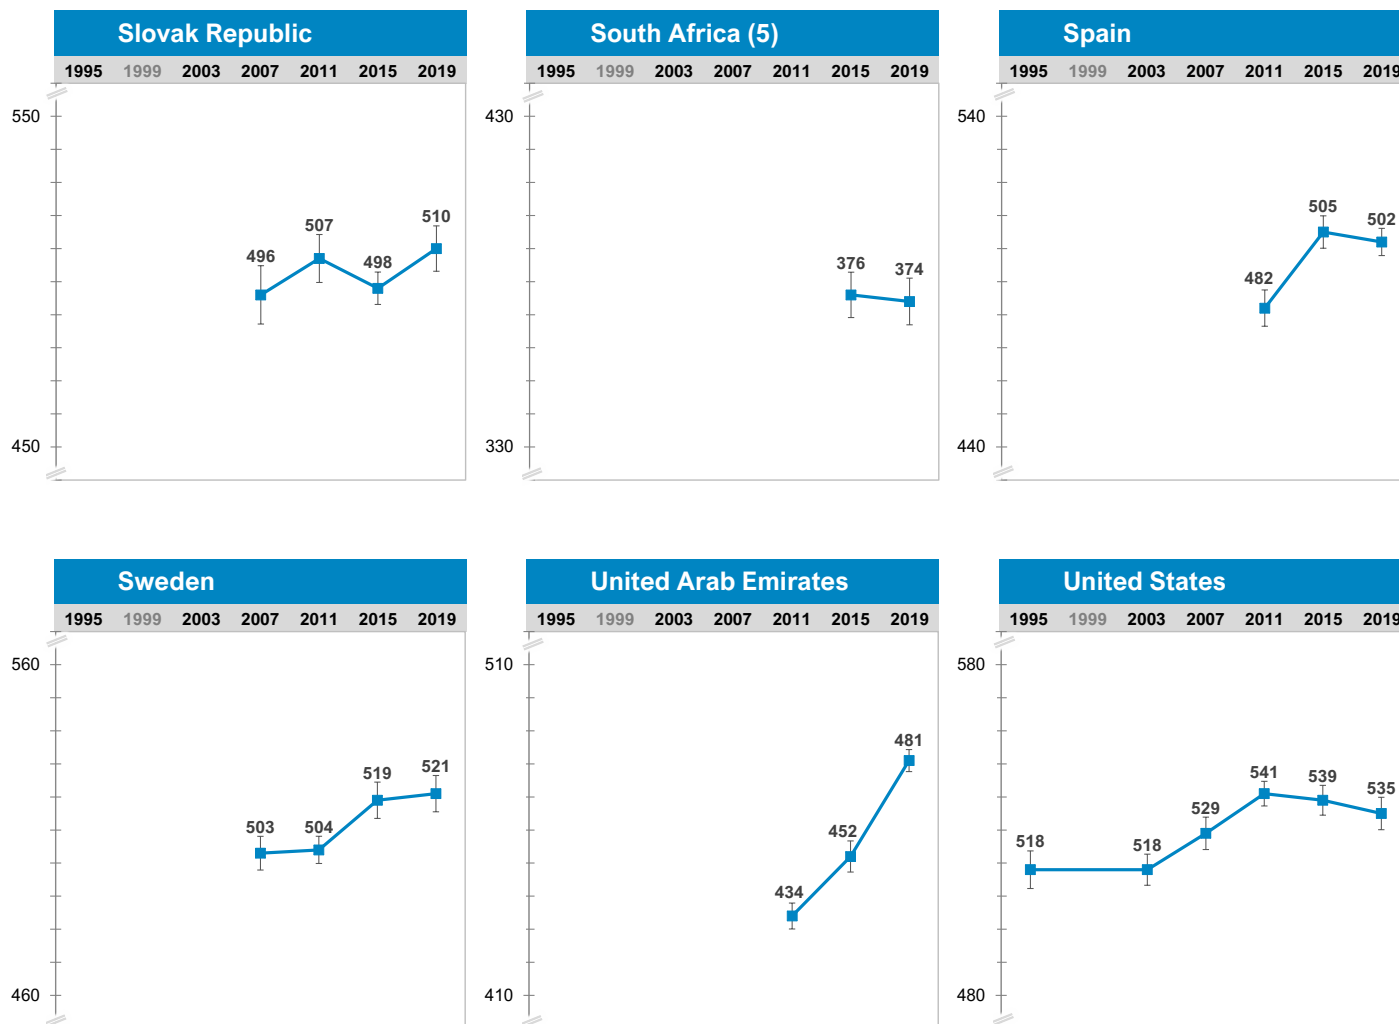 Slovak Republic
1995 1999 2003 2007 2011 2015 2019
550
496
507
498
510
450
South Africa (5)
1995 1999 2003 2007 2011 2015 2019
430
376
374
330
Spain
1995 1999 2003 2007 2011 2015 2019
540
482
505
502
440
Sweden
1995 1999 2003 2007 2011 2015 2019
560
503
504
519
521
460
United Arab Emirates
1995 1999 2003 2007 2011 2015 2019
510
434
452
481
410
United States
1995 1999 2003 2007 2011 2015 2019
580
518
518
529
541
539
535
480